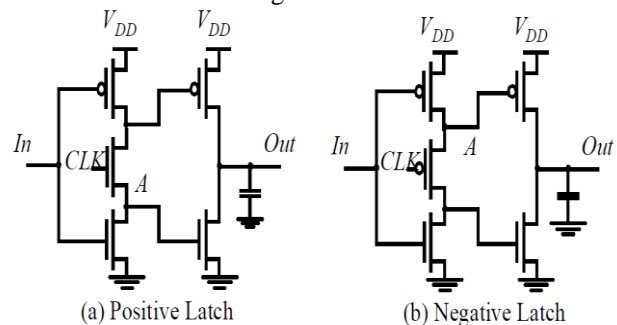 V_DD V_DD V_DD V_DD
In CLK A Out In CLK A Out
(a) Positive Latch (b) Negative Latch